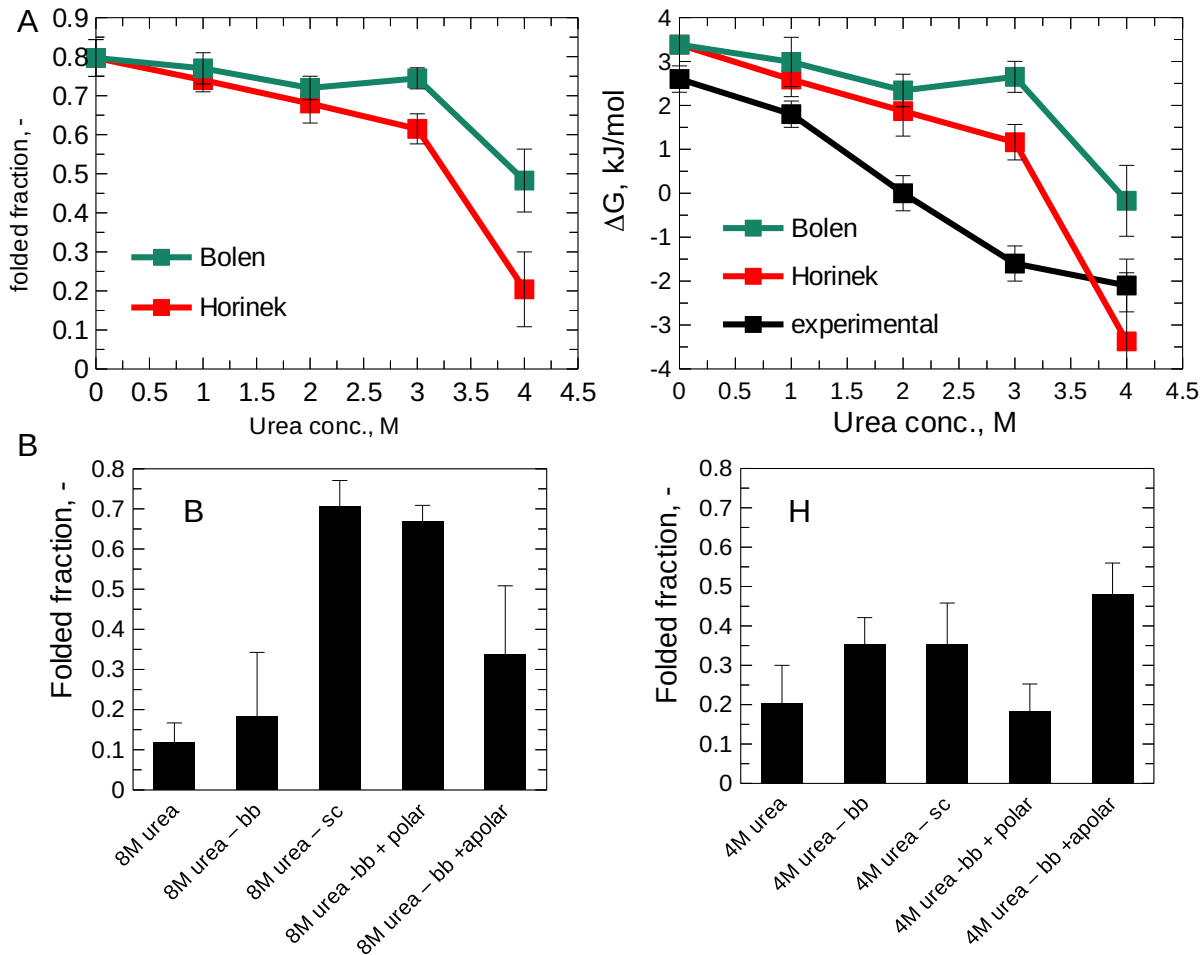 A
folded fraction, -
0.9
0.8
0.7
0.6
0.5
0.4
0.3
0.2
0.1
0
Bolen
Horinek
0 0.5 1 1.5 2 2.5 3 3.5 4 4.5
Urea conc., M
ΔG, kJ/mol
4
3
2
1
0
-1
-2
-3
-4
Bolen
Horinek
experimental
0 0.5 1 1.5 2 2.5 3 3.5 4 4.5
Urea conc., M
B
Folded fraction, -
0.8
0.7
0.6
0.5
0.4
0.3
0.2
0.1
0
B
8M urea
8M urea – bb
8M urea – sc
8M urea -bb + polar
8M urea – bb +apolar
Folded fraction, -
0.8
0.7
0.6
0.5
0.4
0.3
0.2
0.1
0
H
4M urea
4M urea – bb
4M urea – sc
4M urea -bb + polar
4M urea – bb +apolar